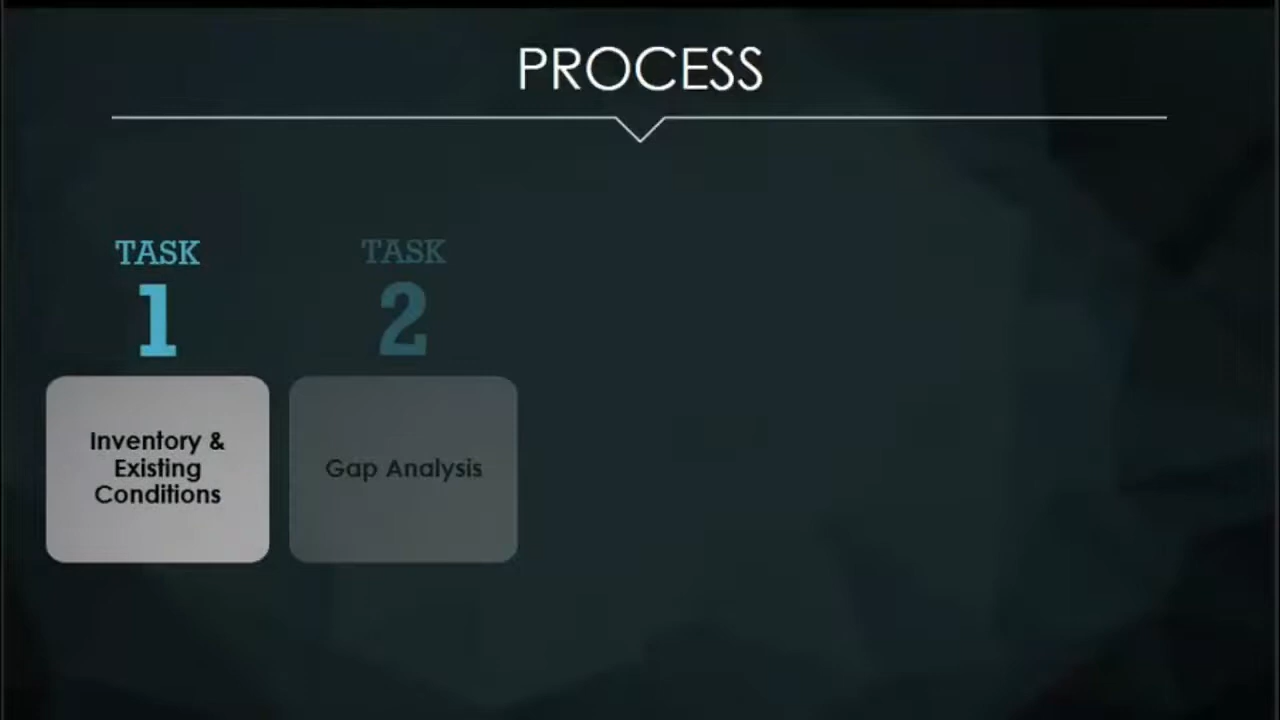 PROCESS
TASK
1
Inventory &
Existing
Conditions
TASK
2
Gap Analysis